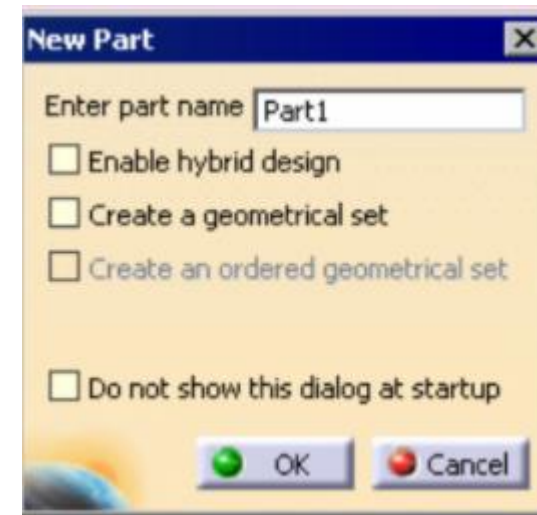 New Part
Enter part name Part1
Enable hybrid design
Create a geometrical set
Create an ordered geometrical set
Do not show this dialog at startup
OK Cancel